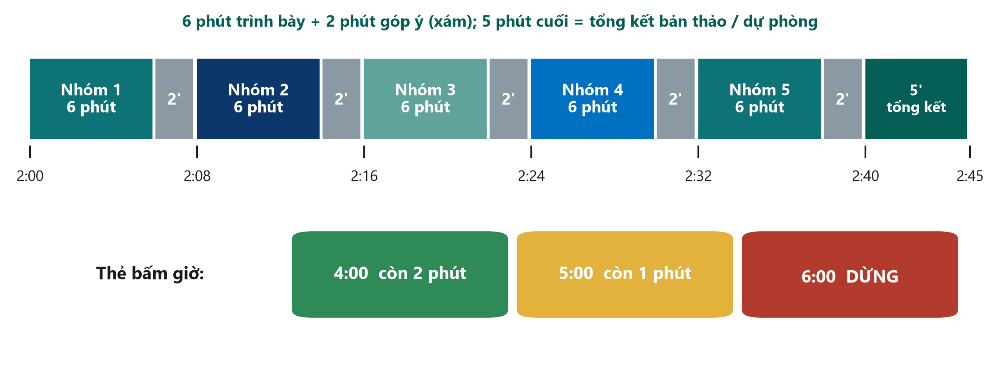 6 phút trình bày + 2 phút góp ý (xám); 5 phút cuối = tổng kết bản thảo / dự phòng
Nhóm 1
6 phút
2'
Nhóm 2
6 phút
2'
Nhóm 3
6 phút
2'
Nhóm 4
6 phút
2'
Nhóm 5
6 phút
2'
5'
tổng kết
2:00
2:08
2:16
2:24
2:32
2:40
2:45
Thẻ bấm giờ:
4:00 còn 2 phút
5:00 còn 1 phút
6:00 DỪNG